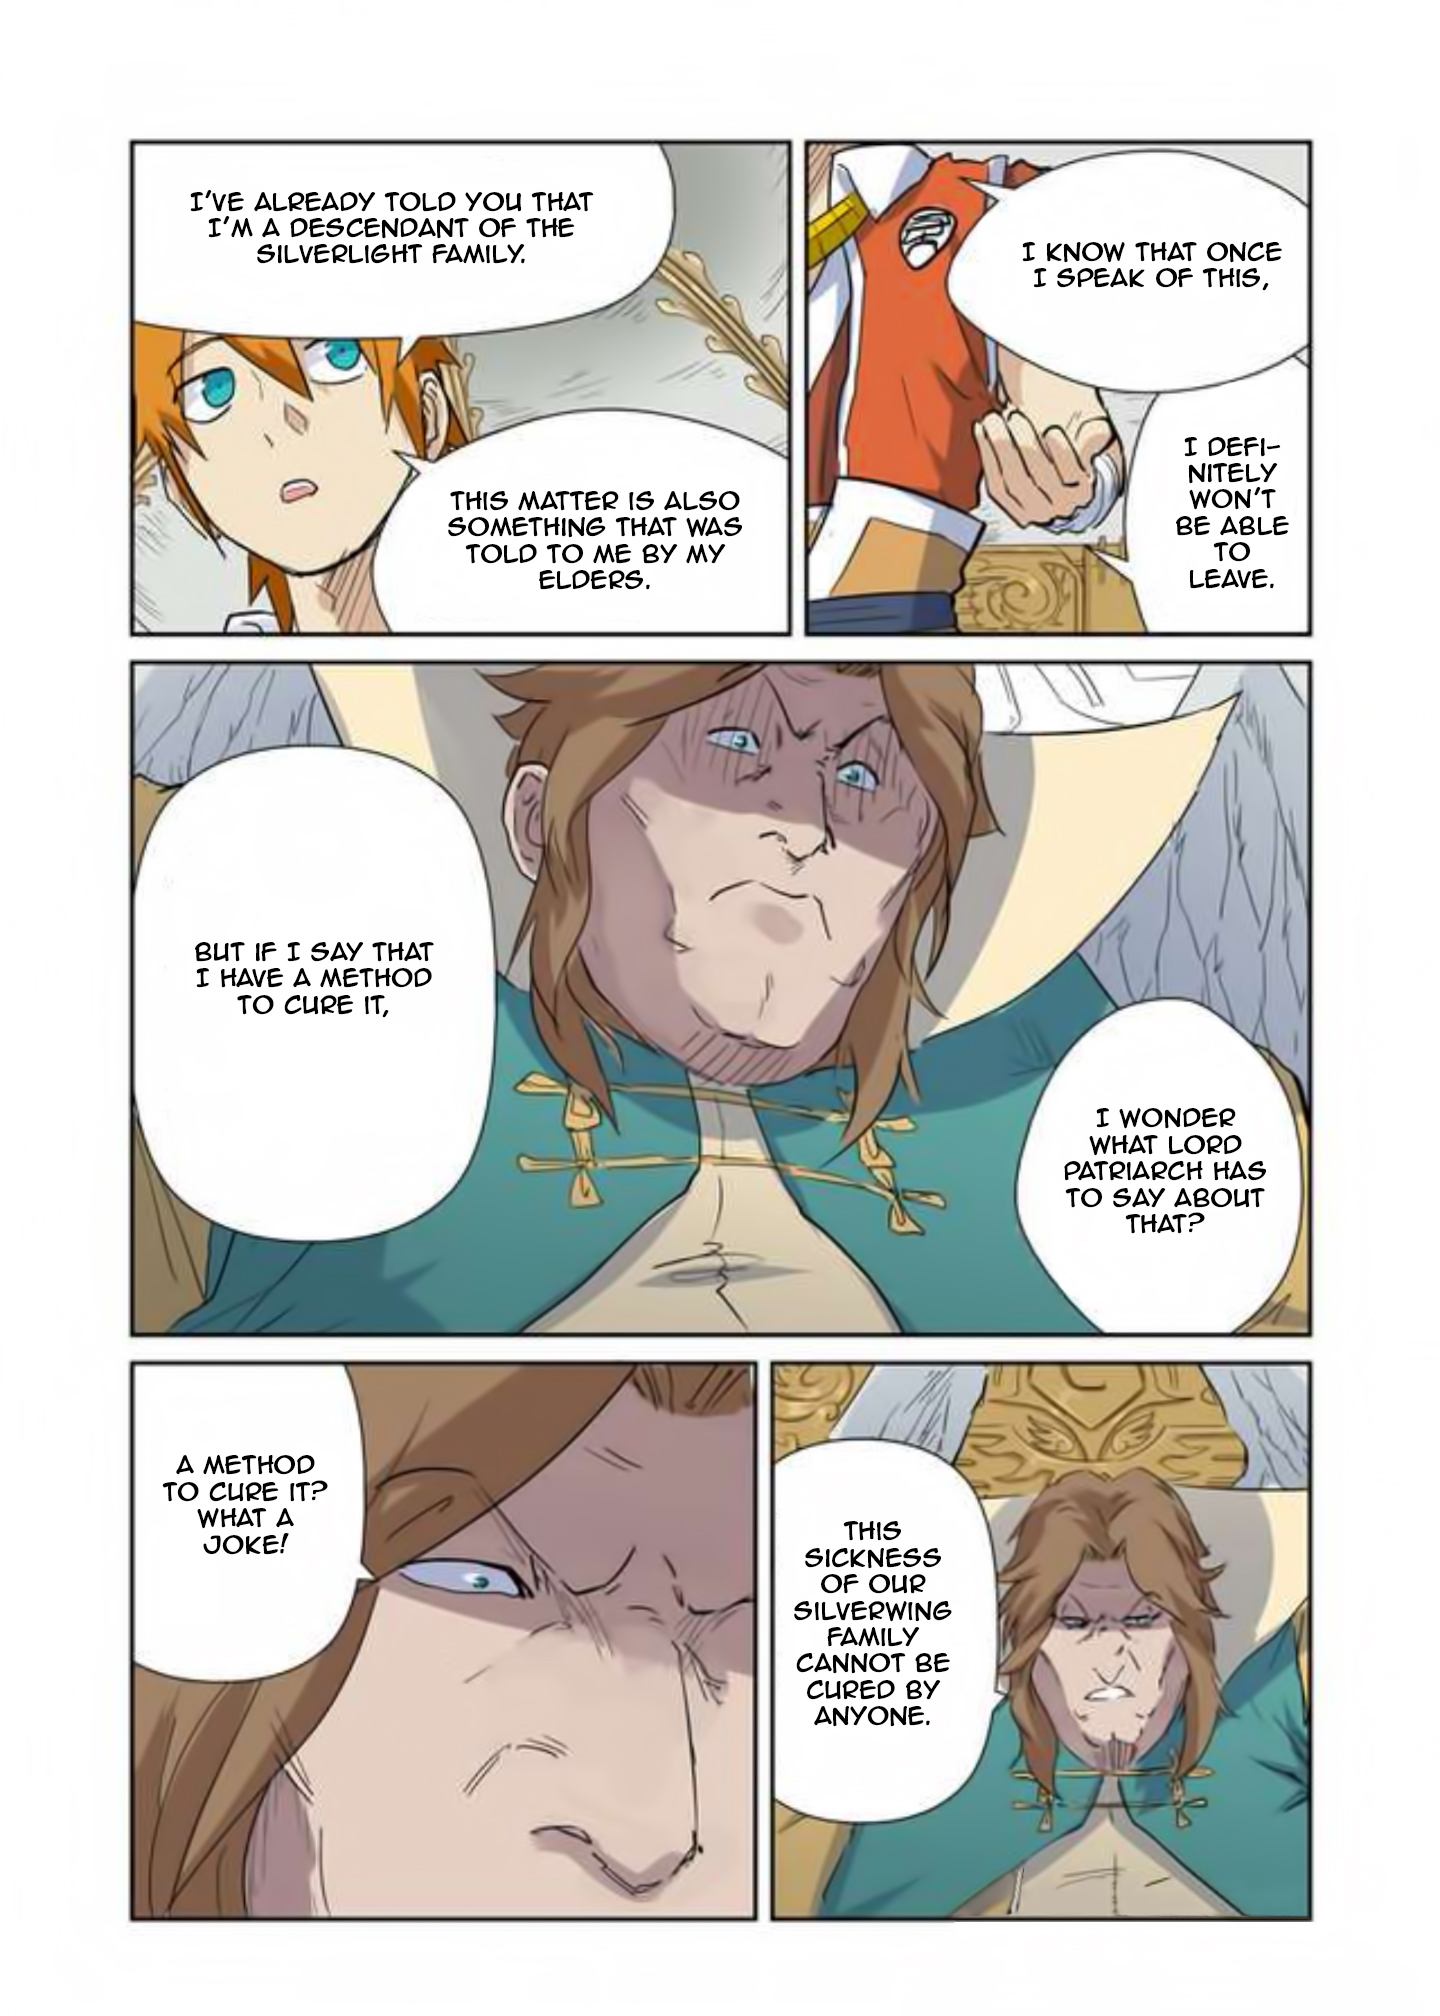 I'VE ALREADY TOLD YOU THAT
I'M A DESCENDANT OF THE
SILVERLIGHT FAMILY.
THIS MATTER IS ALSO
SOMETHING THAT WAS
TOLD TO ME BY MY
ELDERS.
I KNOW THAT ONCE
I SPEAK OF THIS,
I DEFI-
NITELY
WON'T
BE ABLE
TO
LEAVE.
BUT IF I SAY THAT
I HAVE A METHOD
TO CURE IT,
I WONDER
WHAT LORD
PATRIARCH HAS
TO SAY ABOUT
THAT?
A METHOD
TO CURE IT?
WHAT A
JOKE!
THIS
SICKNESS
OF OUR
SILVERWING
FAMILY
CANNOT BE
CURED BY
ANYONE.